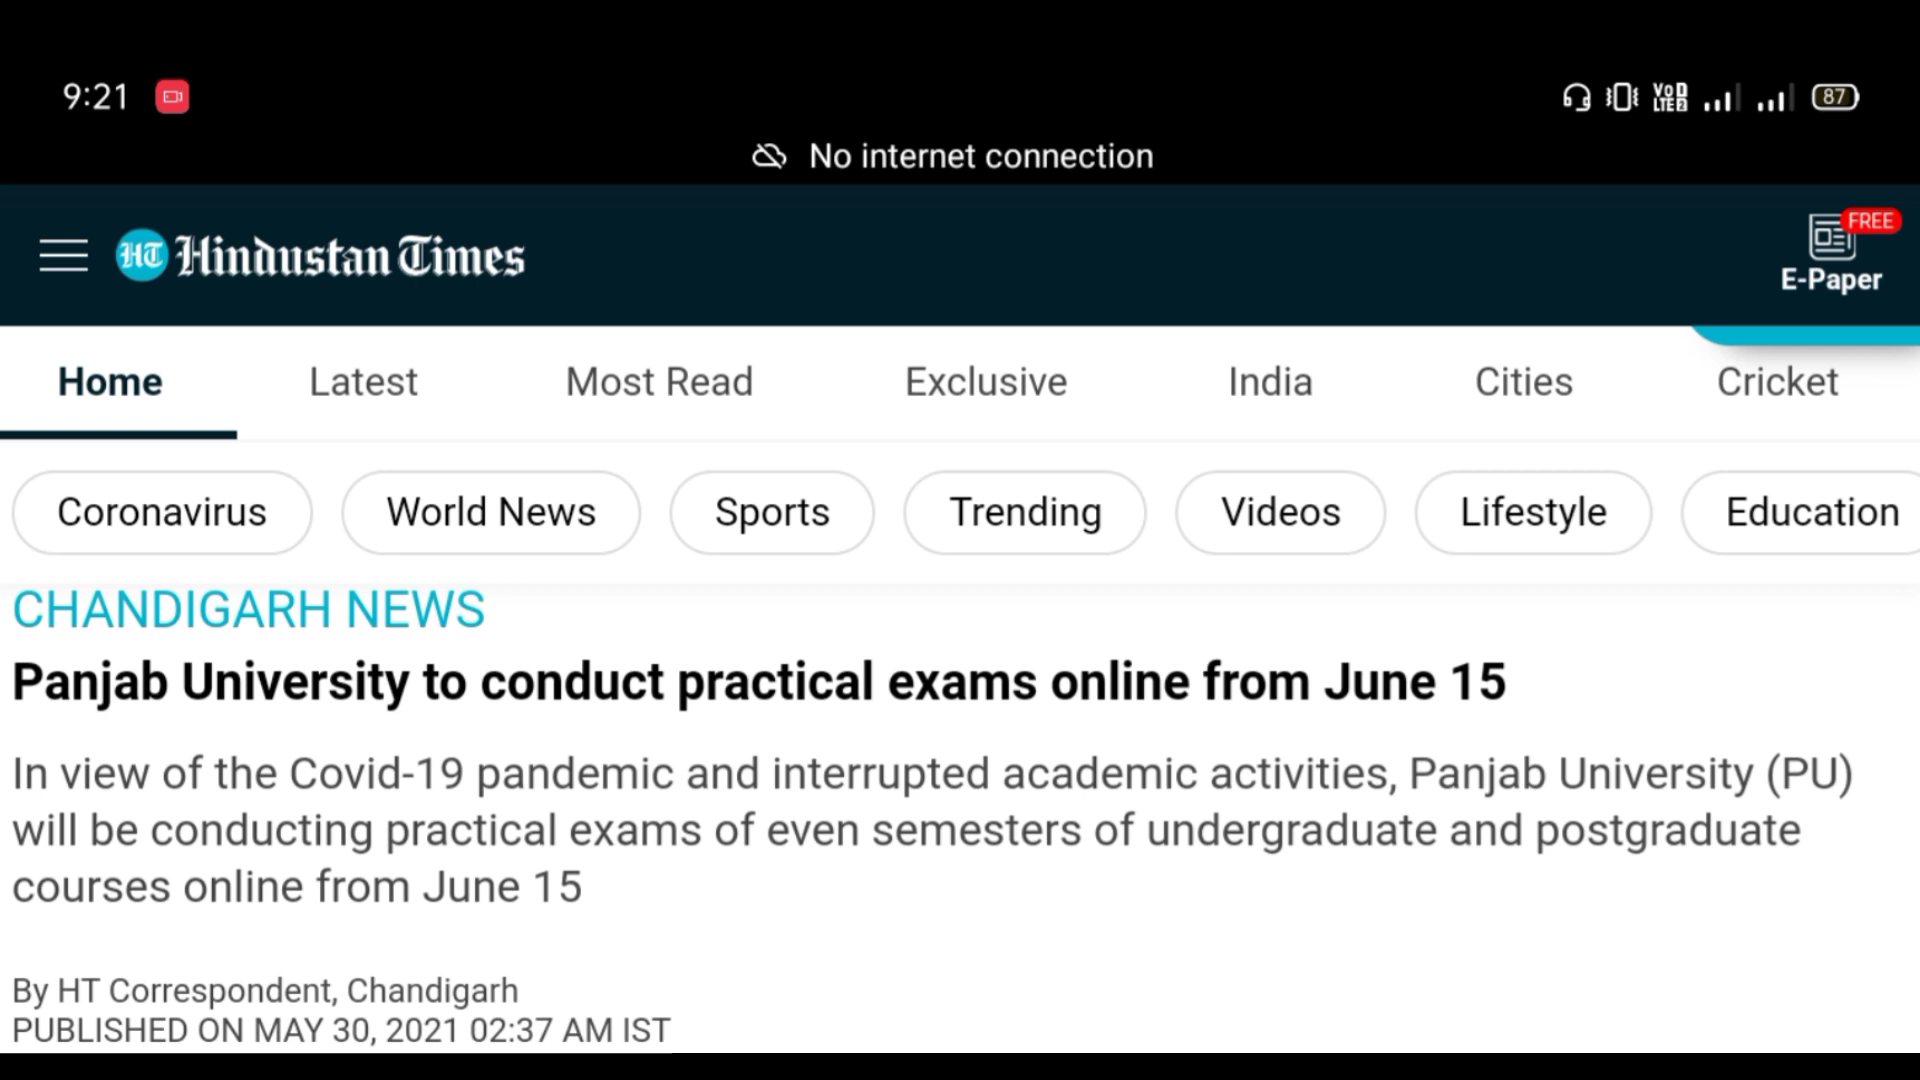 9:21
VoD LTE2 87
No internet connection
HT Hindustan Times
FREE
E-Paper
Home Latest Most Read Exclusive India Cities Cricket
Coronavirus World News Sports Trending Videos Lifestyle Education
CHANDIGARH NEWS
Panjab University to conduct practical exams online from June 15
In view of the Covid-19 pandemic and interrupted academic activities, Panjab University (PU)
will be conducting practical exams of even semesters of undergraduate and postgraduate
courses online from June 15
By HT Correspondent, Chandigarh
PUBLISHED ON MAY 30, 2021 02:37 AM IST